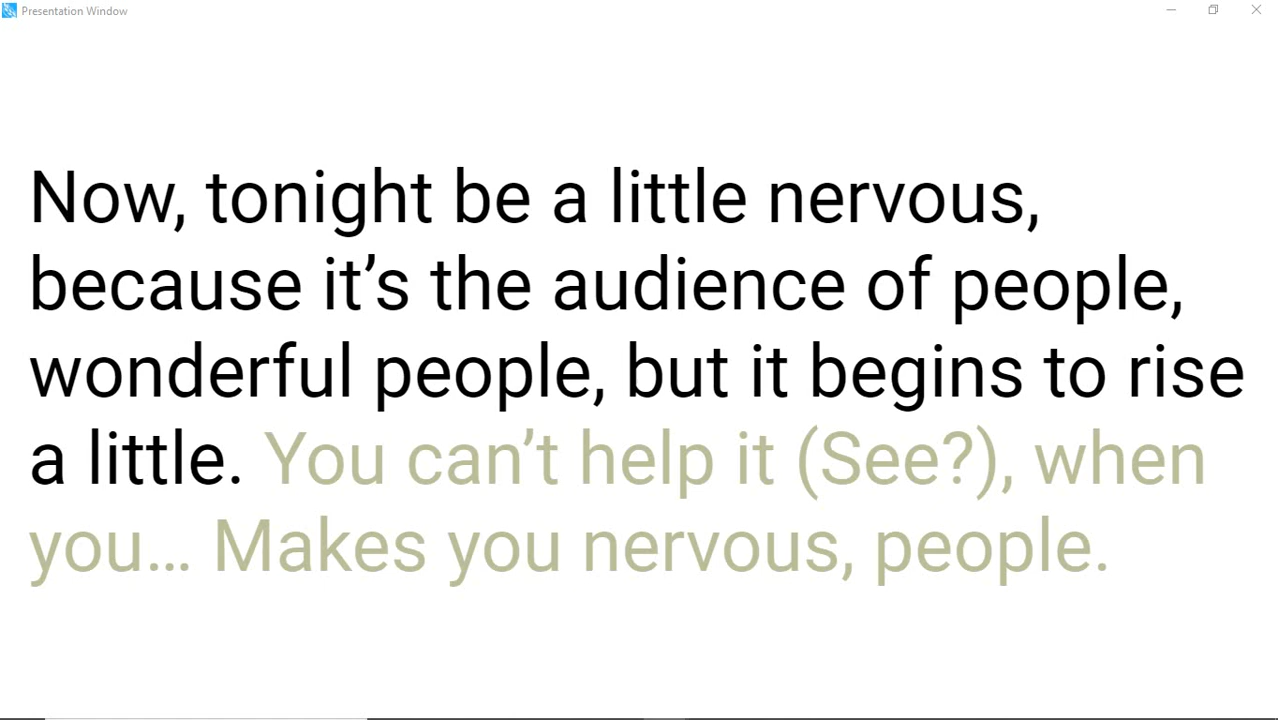 Presentation Window
Now, tonight be a little nervous,
because it’s the audience of people,
wonderful people, but it begins to rise
a little. You can’t help it (See?), when
you… Makes you nervous, people.